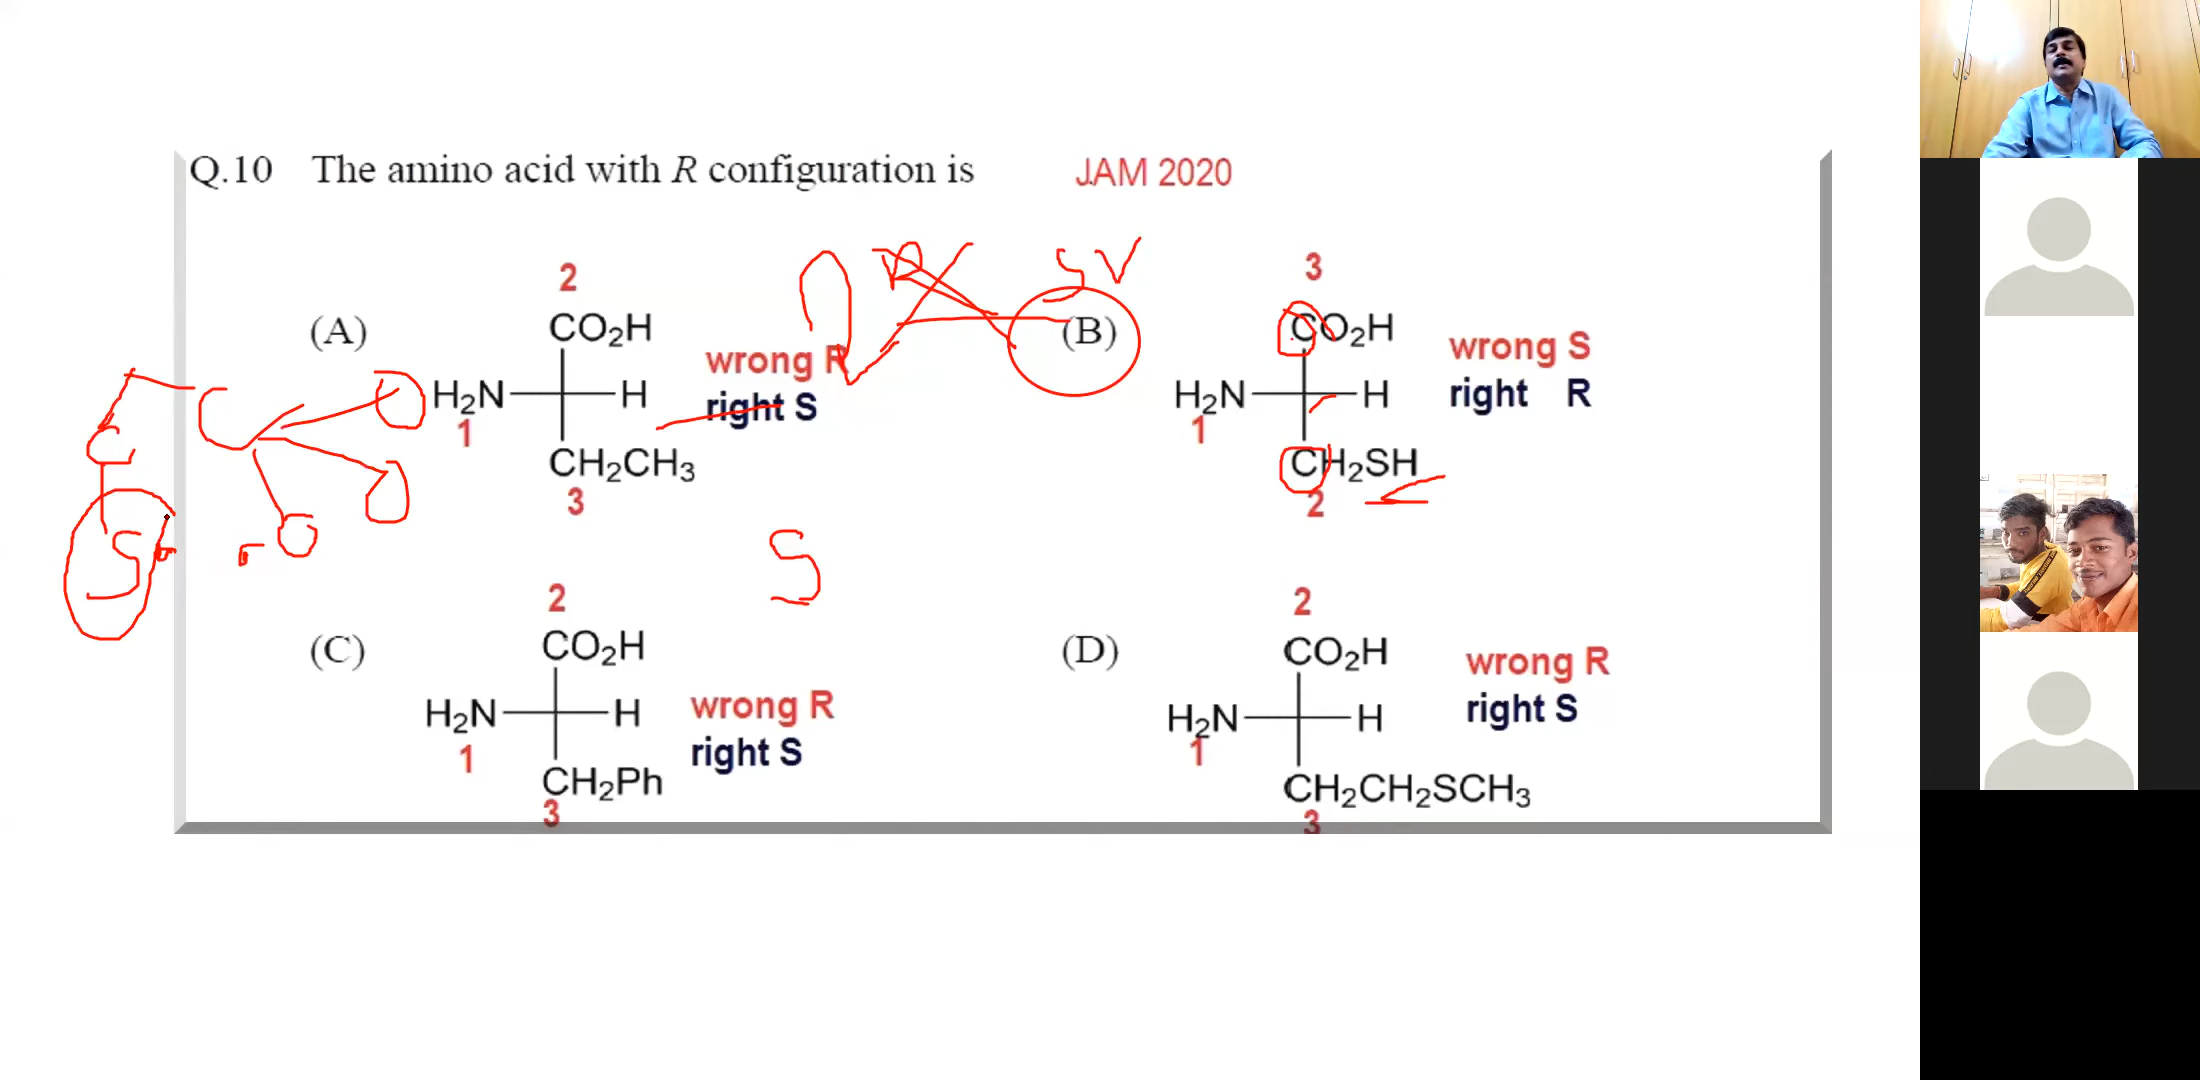 Q.10 The amino acid with R configuration is JAM 2020
(A)
2
CO₂H
H₂N
H
1
CH₂CH₃
3
wrong R
right S
R
S
(B)
3
CO₂H
H₂N
H
1
CH₂SH
2
wrong S
right R
C
C
S
S
(C)
2
CO₂H
H₂N
H
1
CH₂Ph
3
wrong R
right S
(D)
2
CO₂H
H₂N
H
1
CH₂CH₂SCH₃
3
wrong R
right S